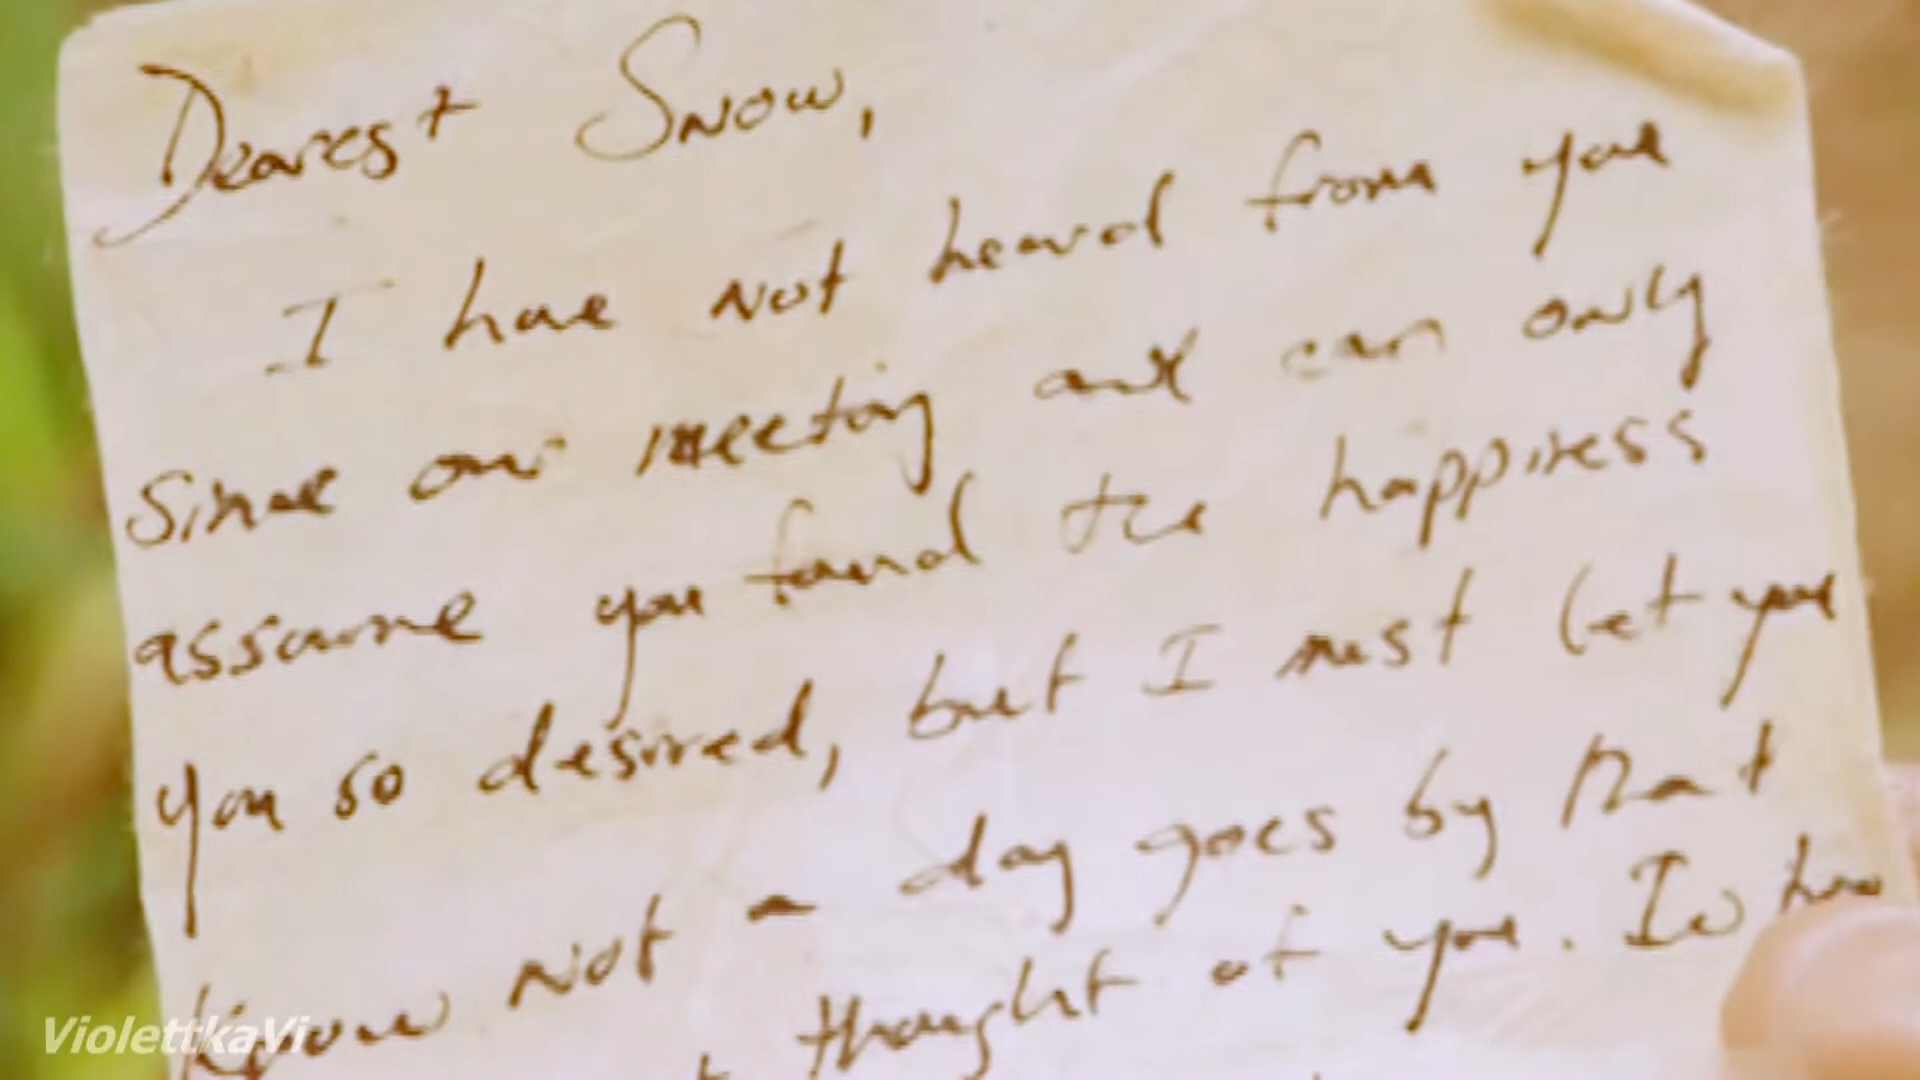 Dearest Snow,
I have not heard from you
Since our meeting and can only
assume you found the happiness
you so desired, but I must let you
know not a day goes by that
thought of you. I'd
ViolettkaVi